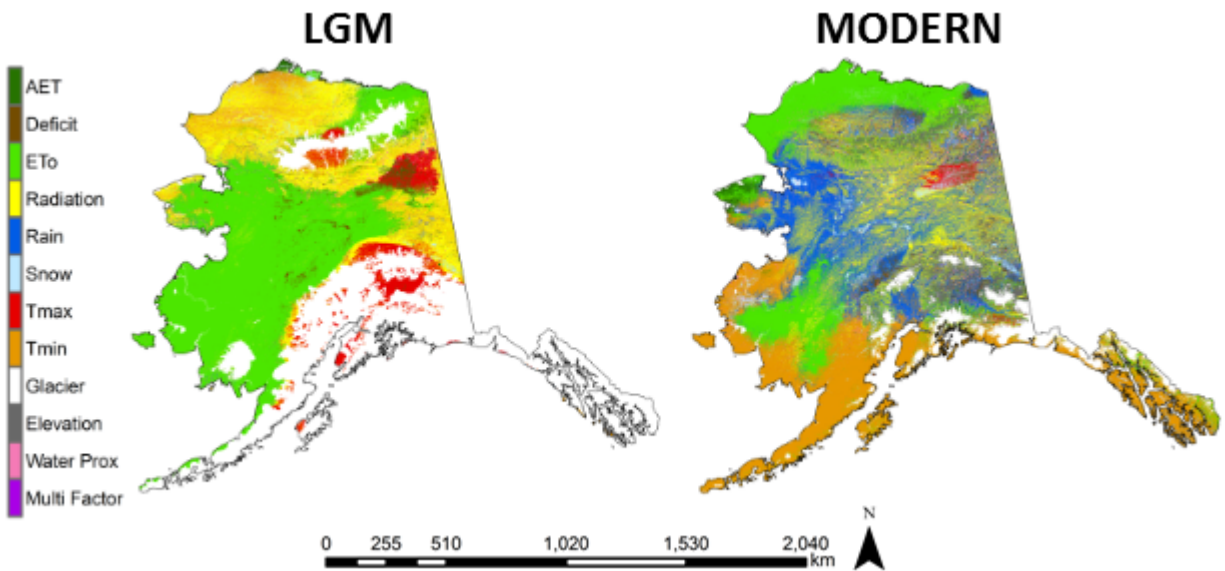 LGM
MODERN
AET
Deficit
ETo
Radiation
Rain
Snow
Tmax
Tmin
Glacier
Elevation
Water Prox
Multi Factor
N
0 255 510 1,020 1,530 2,040
km